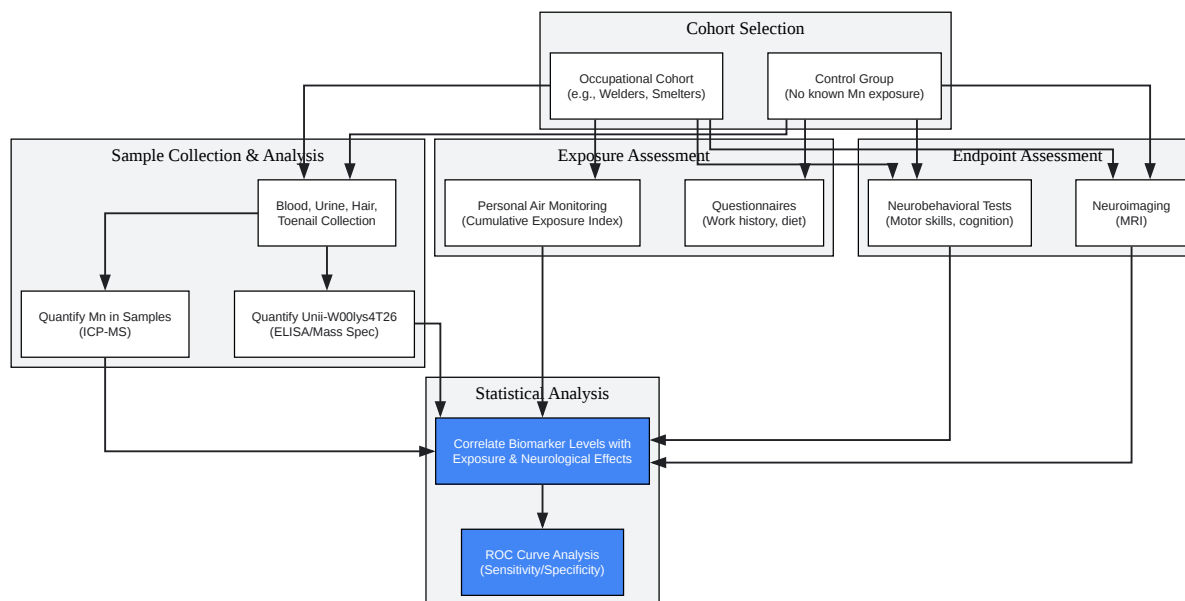 Cohort Selection
Occupational Cohort
(e.g., Welders, Smelters)
Control Group
(No known Mn exposure)
Sample Collection & Analysis
Exposure Assessment
Endpoint Assessment
Blood, Urine, Hair,
Toenail Collection
Personal Air Monitoring
(Cumulative Exposure Index)
Questionnaires
(Work history, diet)
Neurobehavioral Tests
(Motor skills, cognition)
Neuroimaging
(MRI)
Quantify Mn in Samples
(ICP-MS)
Quantify Unii-W00lys4T26
(ELISA/Mass Spec)
Statistical Analysis
Correlate Biomarker Levels with
Exposure & Neurological Effects
ROC Curve Analysis
(Sensitivity/Specificity)